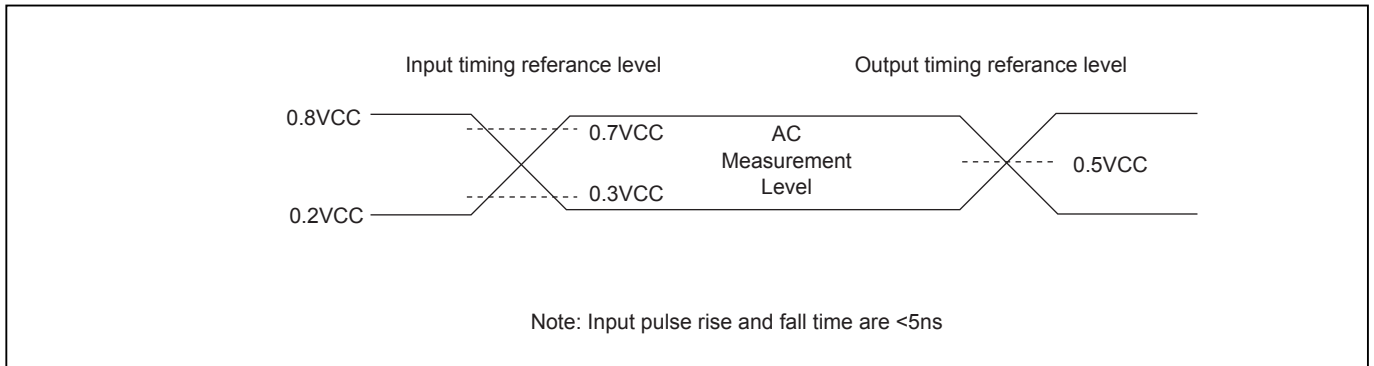 Input timing referance level
Output timing referance level
0.8VCC
0.7VCC
AC
Measurement
Level
0.5VCC
0.3VCC
0.2VCC
Note: Input pulse rise and fall time are <5ns